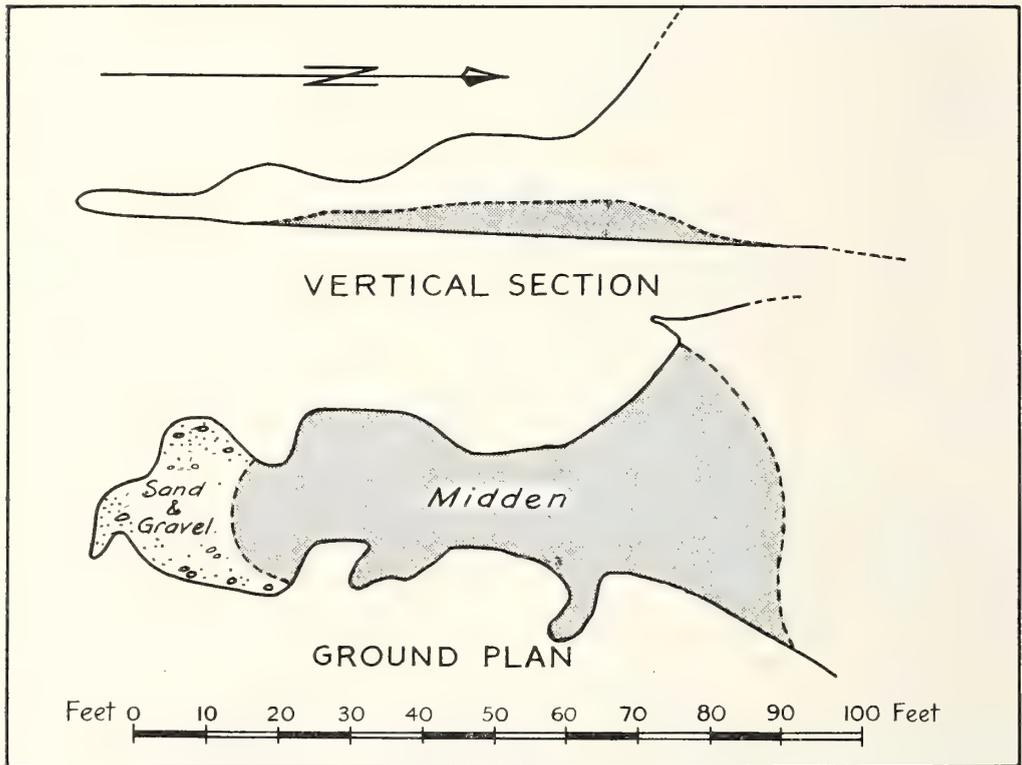 N
VERTICAL SECTION
Sand
&
Gravel
Midden
GROUND PLAN
Feet 0 10 20 30 40 50 60 70 80 90 100 Feet